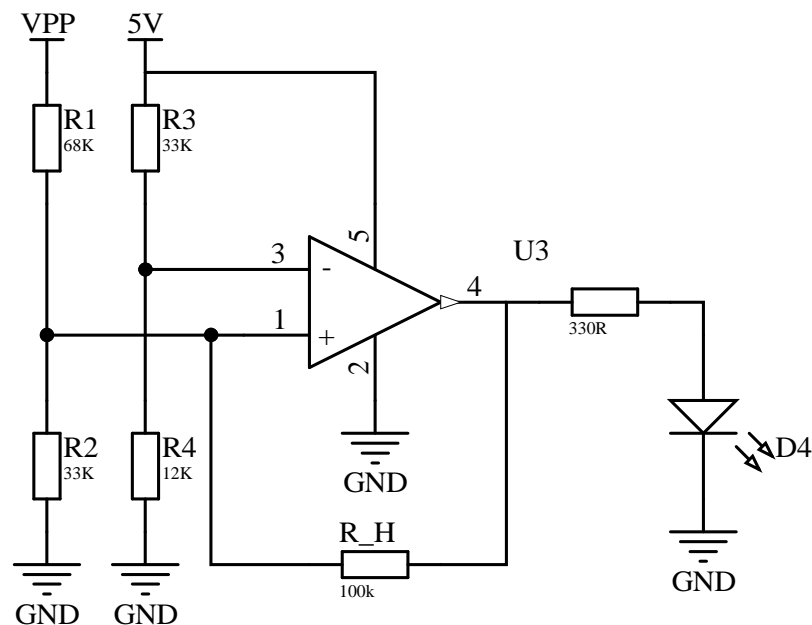 VPP
5V
R1
68K
R3
33K
U3
3
-
5
4
1
+
2
330R
R2
33K
R4
12K
D4
GND
R_H
100k
GND
GND
GND